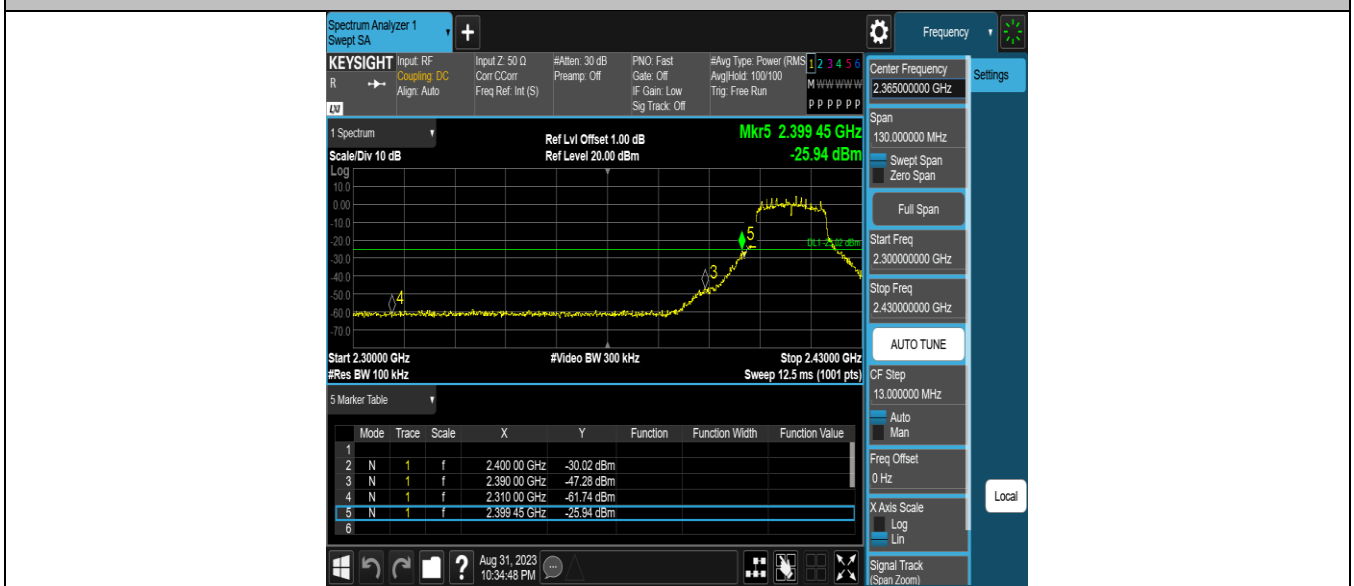 Spectrum Analyzer 1
Swept SA
+
Frequency
KEYSIGHT Input: RF Input Z: 50 Ω #Atten: 30 dB PNO: Fast #Avg Type: Power (RMS 1 2 3 4 5 6
R Coupling: DC Corr CCorr Preamp: Off Gate: Off Avg|Hold: 100/100 M W W W W W
Align: Auto Freq Ref: Int (S) IF Gain: Low Trig: Free Run
LXI Sig Track: Off P P P P P P
1 Spectrum Ref Lvl Offset 1.00 dB Mkr5 2.399 45 GHz
Scale/Div 10 dB Ref Level 20.00 dBm -25.94 dBm
Log
10.0
0.00
-10.0
-20.0 5 DL1 -25.02 dBm
-30.0
-40.0 3
-50.0 4
-60.0
-70.0
Start 2.30000 GHz #Video BW 300 kHz Stop 2.43000 GHz
#Res BW 100 kHz Sweep 12.5 ms (1001 pts)
5 Marker Table
Mode Trace Scale X Y Function Function Width Function Value
1
2 N 1 f 2.400 00 GHz -30.02 dBm
3 N 1 f 2.390 00 GHz -47.28 dBm
4 N 1 f 2.310 00 GHz -61.74 dBm
5 N 1 f 2.399 45 GHz -25.94 dBm
6
? Aug 31, 2023
10:34:48 PM
Center Frequency
2.365000000 GHz
Settings
Span
130.000000 MHz
Swept Span
Zero Span
Full Span
Start Freq
2.300000000 GHz
Stop Freq
2.430000000 GHz
AUTO TUNE
CF Step
13.000000 MHz
Auto
Man
Freq Offset
0 Hz
Local
X Axis Scale
Log
Lin
Signal Track
(Span Zoom)